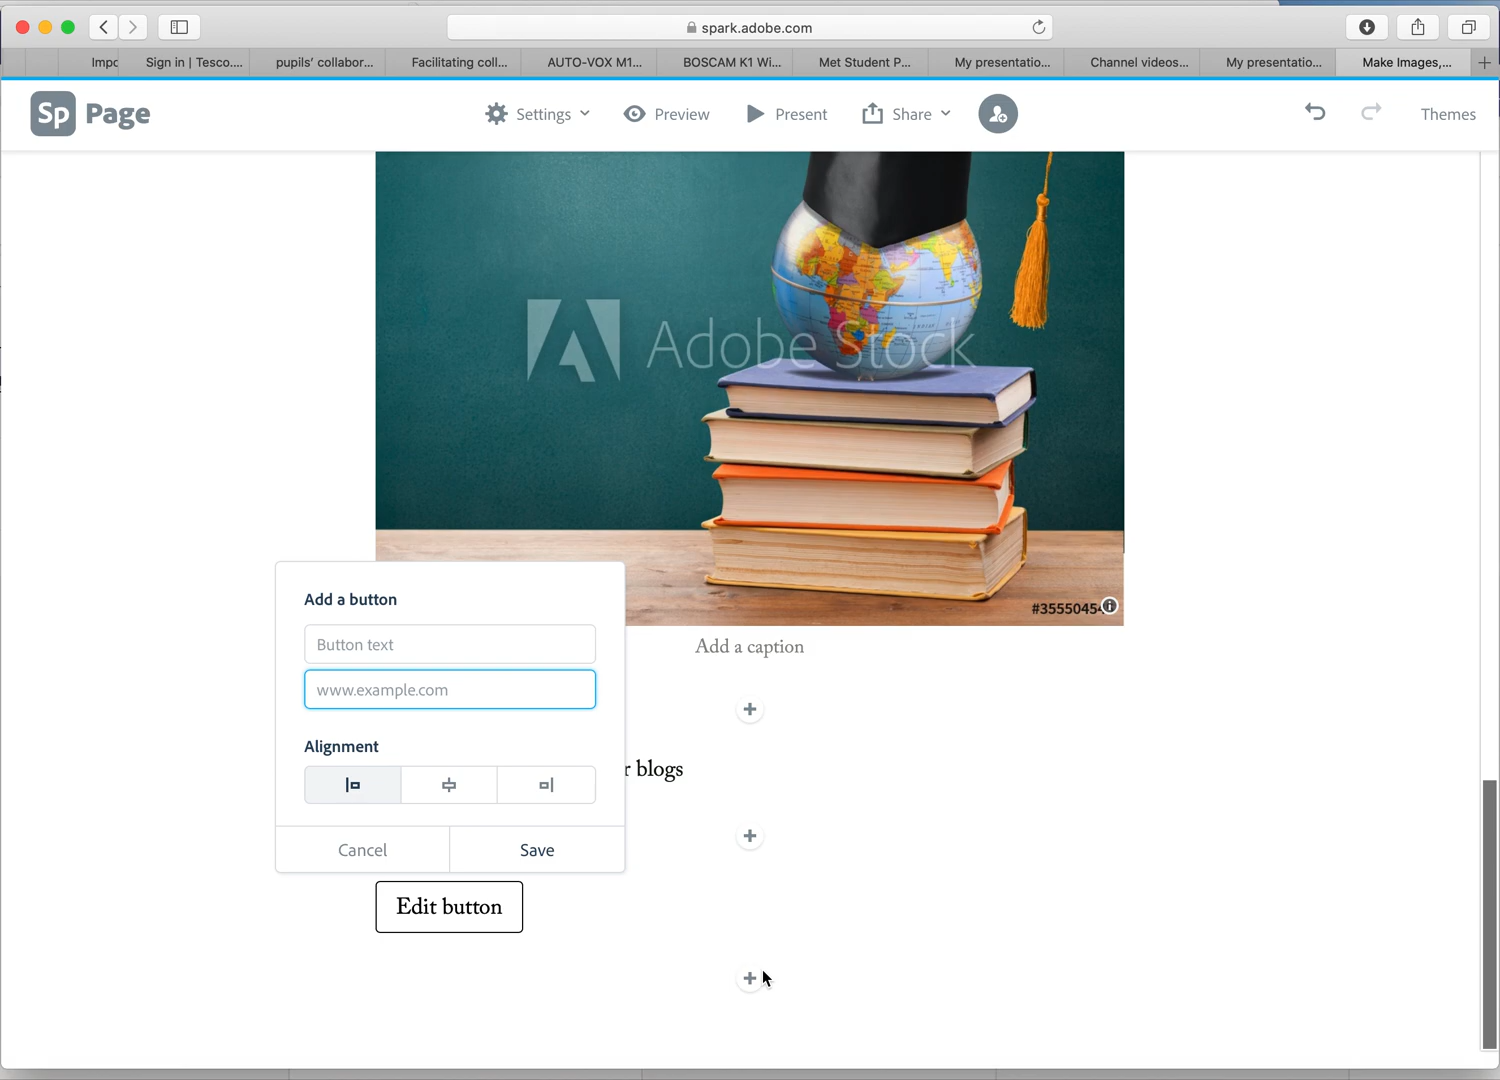 spark.adobe.com
Sign in | Tesco....
pupils' collabor...
Facilitating coll...
AUTO-VOX M1...
BOSCAM K1 Wi...
Met Student P...
My presentatio...
Channel videos...
My presentatio...
Make Images,...
Sp Page
Settings
Preview
Present
Share
Themes
Adobe Stock
#35550454
Add a caption
Add a button
Button text
www.example.com
Alignment
r blogs
Cancel
Save
Edit button